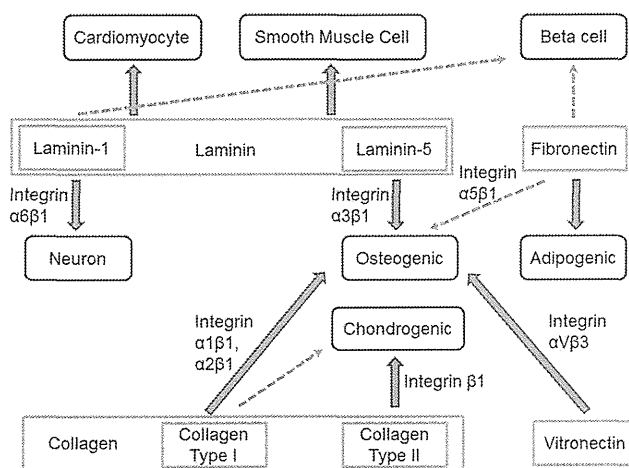 Cardiomyocyte
Smooth Muscle Cell
Beta cell
Laminin-1
Laminin
Laminin-5
Fibronectin
Integrin
α6β1
Integrin
α3β1
Integrin
α5β1
Neuron
Osteogenic
Adipogenic
Integrin
α1β1,
α2β1
Chondrogenic
Integrin
αVβ3
Integrin β1
Collagen
Collagen
Type I
Collagen
Type II
Vitronectin